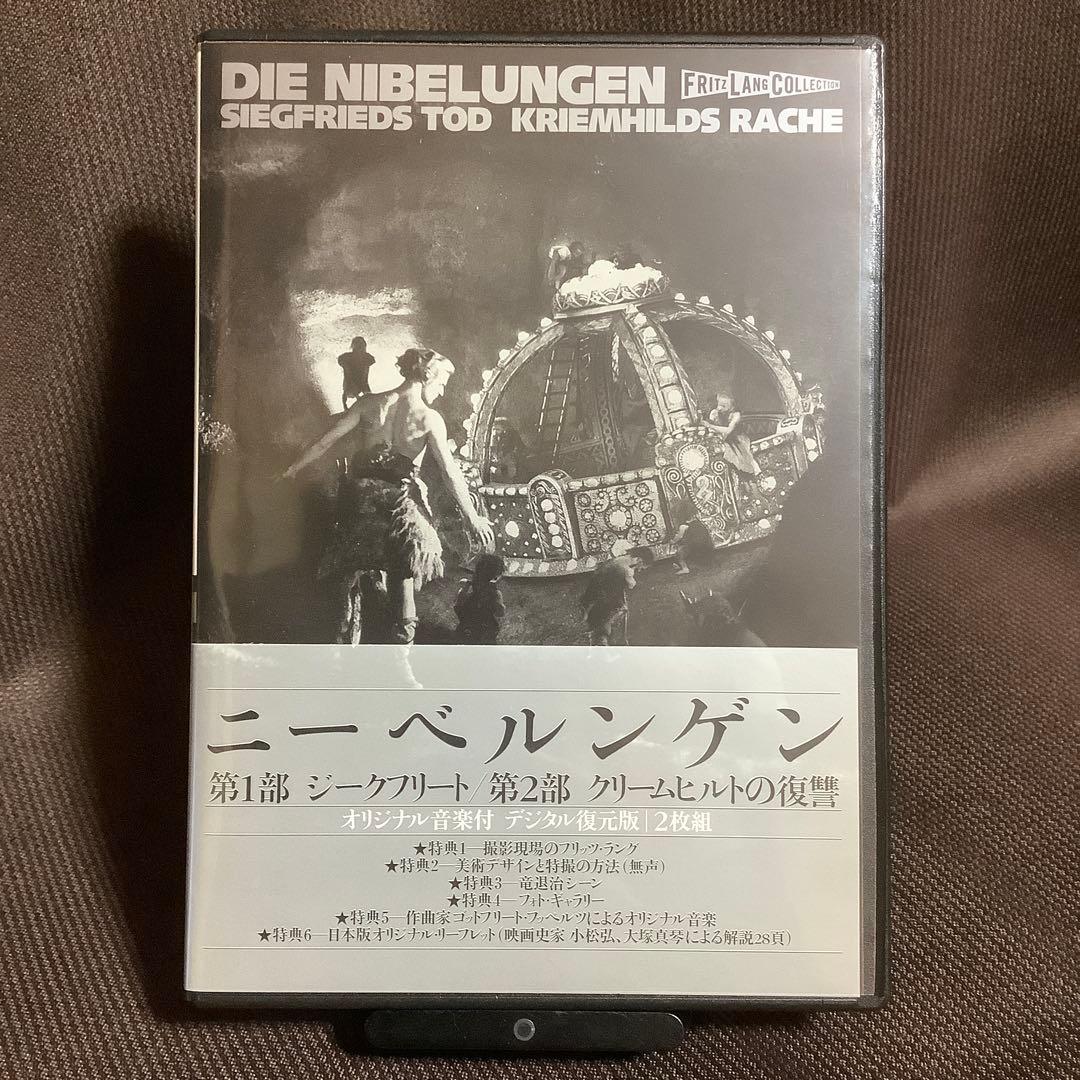 DIE NIBELUNGEN FRITZ LANG COLLECTION
SIEGFRIEDS TOD KRIEMHILDS RACHE
ニーベルンゲン
第1部 ジークフリート/第2部 クリームヒルトの復讐
オリジナル音楽付 デジタル復元版|2枚組
★特典1―撮影現場のフリッツ・ラング
★特典2―美術デザインと特撮の方法(無声)
★特典3―竜退治シーン
★特典4―フォト・ギャラリー
★特典5―作曲家ゴットフリート・フッペルツによるオリジナル音楽
★特典6―日本版オリジナル・リーフレット(映画史家 小松弘、大塚真琴による解説28頁)